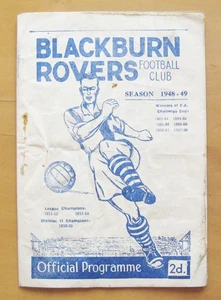 BLACKBURN
ROVERS FOOTBALL
CLUB
SEASON 1948-49
Winners of F.A.
Challenge Cup:
League Champions:
1911-12 1913-14
Division II Champions:
1938-39
Official Programme 2d.